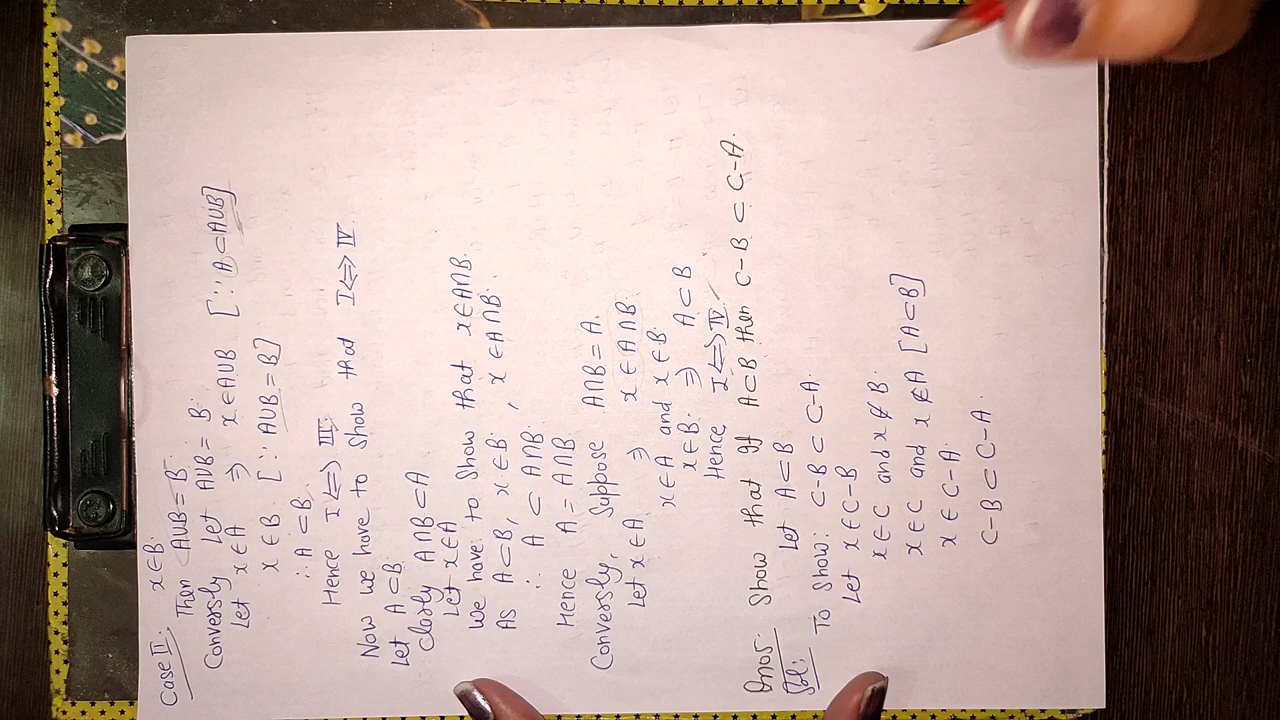 Case II. x∈B.
Then A∪B = B.
Conversly let A∪B = B.
Let x∈A ⇒ x∈A∪B [∵ A⊂A∪B]
x∈B [∵ A∪B = B]
∴ A⊂B.
Hence I⟺III.
Now we have to show that I⟺IV.
Let A⊂B
Clearly A∩B⊂A
Let x∈A
We have to show that x∈A∩B.
As A⊂B, x∈B, x∈A∩B.
∴ A⊂A∩B.
Hence A = A∩B
Conversly, Suppose A∩B = A.
Let x∈A ⇒ x∈A∩B.
x∈A and x∈B.
x∈B. ⇒ A⊂B
Hence I⟺IV.
Qno5. Show that If A⊂B then C-B⊂C-A.
Sol: Let A⊂B
To Show: C-B⊂C-A.
Let x∈C-B
x∈C and x∉B.
x∈C and x∉A [A⊂B]
x∈C-A.
C-B⊂C-A.